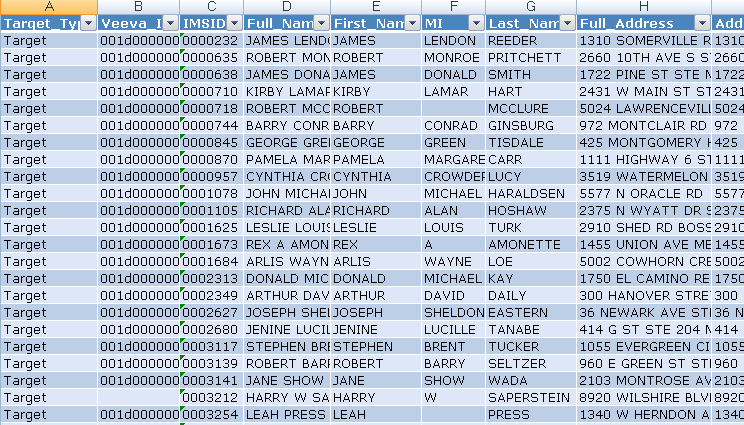 A B C D E F G H
Target_Typ Veeva_I IMSID Full_Nam First_Nam MI Last_Nam Full_Address Add
Target 001d000000 0000232 JAMES LEND JAMES LENDON REEDER 1310 SOMERVILLE R 1310
Target 001d000000 0000635 ROBERT MON ROBERT MONROE PRITCHETT 2660 10TH AVE S S 2660
Target 001d000000 0000638 JAMES DONA JAMES DONALD SMITH 1722 PINE ST STE N 1722
Target 001d000000 0000710 KIRBY LAMAR KIRBY LAMAR HART 2431 W MAIN ST ST 2431
Target 001d000000 0000718 ROBERT MCC ROBERT MCCLURE 5024 LAWRENCEVILL 5024
Target 001d000000 0000744 BARRY CONR BARRY CONRAD GINSBURG 972 MONTCLAIR RD 972
Target 001d000000 0000845 GEORGE GREE GEORGE GREEN TISDALE 425 MONTGOMERY H 425
Target 001d000000 0000870 PAMELA MAR PAMELA MARGARE CARR 1111 HIGHWAY 6 ST 1111
Target 001d000000 0000957 CYNTHIA CRO CYNTHIA CROWDER LUCY 3519 WATERMELON 3519
Target 001d000000 0001078 JOHN MICHA JOHN MICHAEL HARALDSEN 5577 N ORACLE RD 5577
Target 001d000000 0001105 RICHARD ALA RICHARD ALAN HOSHAW 2375 N WYATT DR S 2375
Target 001d000000 0001625 LESLIE LOUIS LESLIE LOUIS TURK 2910 SHED RD BOSS 2910
Target 001d000000 0001673 REX A AMON REX A AMONETTE 1455 UNION AVE ME 1455
Target 001d000000 0001684 ARLIS WAYN ARLIS WAYNE LOE 5002 COWHORN CRE 5002
Target 001d000000 0002313 DONALD MIC DONALD MICHAEL KAY 1750 EL CAMINO RE 1750
Target 001d000000 0002349 ARTHUR DAV ARTHUR DAVID DAILY 300 HANOVER STRE 300
Target 001d000000 0002627 JOSEPH SHEL JOSEPH SHELDON EASTERN 36 NEWARK AVE ST 36 N
Target 001d000000 0002680 JENINE LUCIL JENINE LUCILLE TANABE 414 G ST STE 204 M 414
Target 001d000000 0003117 STEPHEN BRE STEPHEN BRENT TUCKER 1055 EVERGREEN CI 1055
Target 001d000000 0003139 ROBERT BARR ROBERT BARRY SELTZER 960 E GREEN ST ST 960
Target 001d000000 0003141 JANE SHOW JANE SHOW WADA 2103 MONTROSE AV 2103
Target 0003212 HARRY W SA HARRY W SAPERSTEIN 8920 WILSHIRE BLV 8920
Target 001d000000 0003254 LEAH PRESS LEAH PRESS 1340 W HERNDON A 1340